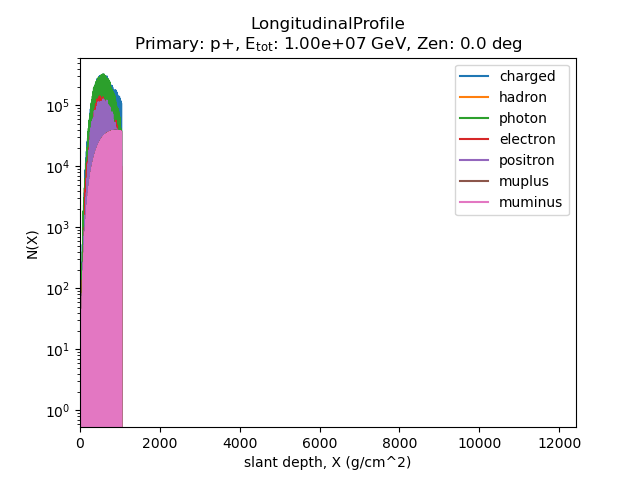 LongitudinalProfile
Primary: p+, E_tot: 1.00e+07 GeV, Zen: 0.0 deg
charged
hadron
photon
electron
positron
muplus
muminus
N(X)
10^5
10^4
10^3
10^2
10^1
10^0
0 2000 4000 6000 8000 10000 12000
slant depth, X (g/cm^2)